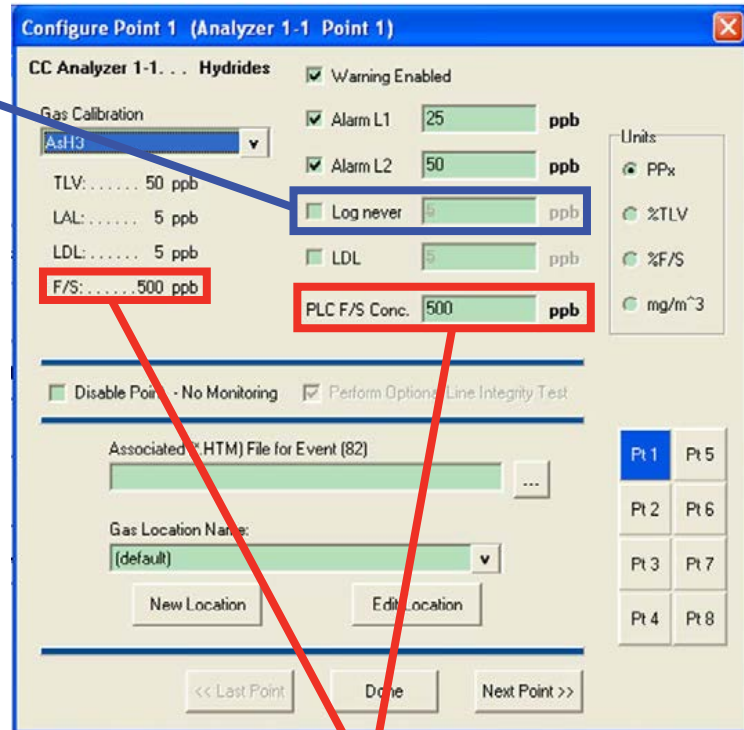 Configure Point 1 (Analyzer 1-1 Point 1)
CC Analyzer 1-1. . . Hydrides
Gas Calibration
AsH3
v
TLV: . . . . . . 50 ppb
LAL: . . . . . . 5 ppb
LDL: . . . . . . 5 ppb
F/S: . . . . . . 500 ppb
Warning Enabled
Alarm L1 25 ppb
Alarm L2 50 ppb
Log never 5 ppb
LDL 5 ppb
PLC F/S Conc. 500 ppb
Units
PPx
%TLV
%F/S
mg/m^3
Disable Point - No Monitoring
Perform Optional Line Integrity Test
Associated (*.HTM) File for Event (82)
...
Gas Location Name:
(default)
v
New Location
Edit Location
Pt 1 Pt 5
Pt 2 Pt 6
Pt 3 Pt 7
Pt 4 Pt 8
<< Last Point
Done
Next Point >>